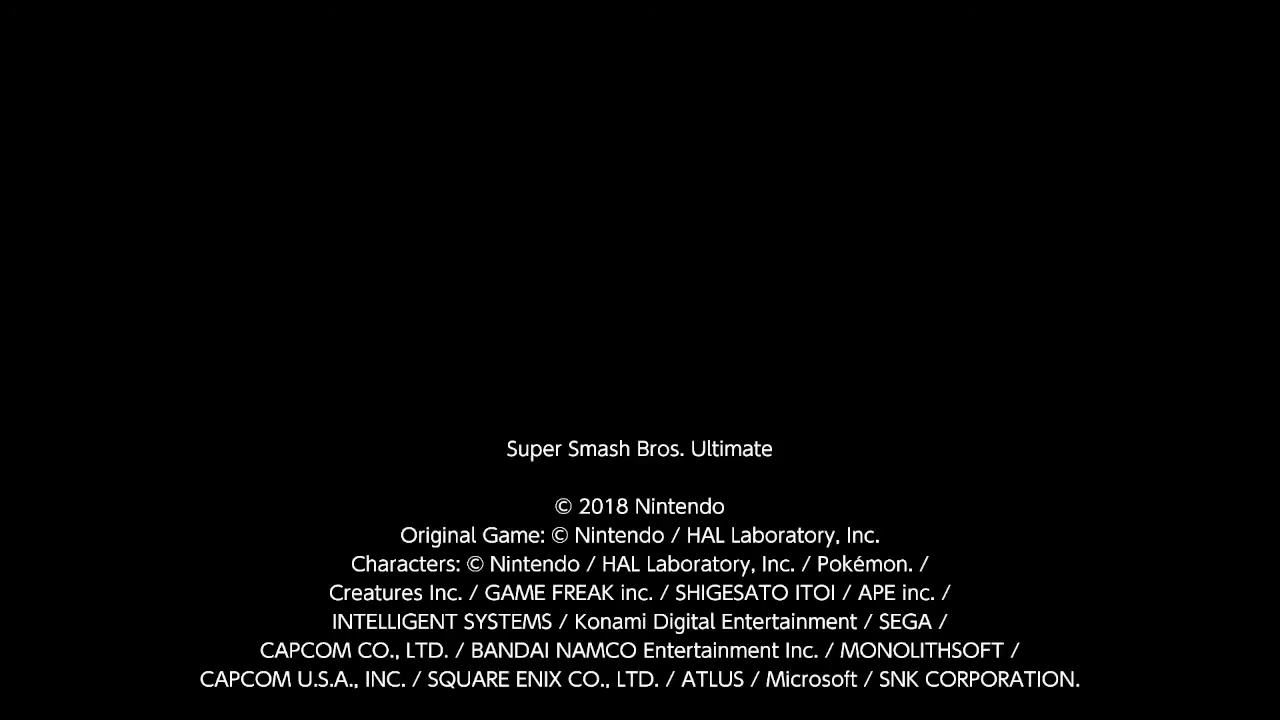 Super Smash Bros. Ultimate
© 2018 Nintendo
Original Game: © Nintendo / HAL Laboratory, Inc.
Characters: © Nintendo / HAL Laboratory, Inc. / Pokémon. /
Creatures Inc. / GAME FREAK inc. / SHIGESATO ITOI / APE inc. /
INTELLIGENT SYSTEMS / Konami Digital Entertainment / SEGA /
CAPCOM CO., LTD. / BANDAI NAMCO Entertainment Inc. / MONOLITHSOFT /
CAPCOM U.S.A., INC. / SQUARE ENIX CO., LTD. / ATLUS / Microsoft / SNK CORPORATION.